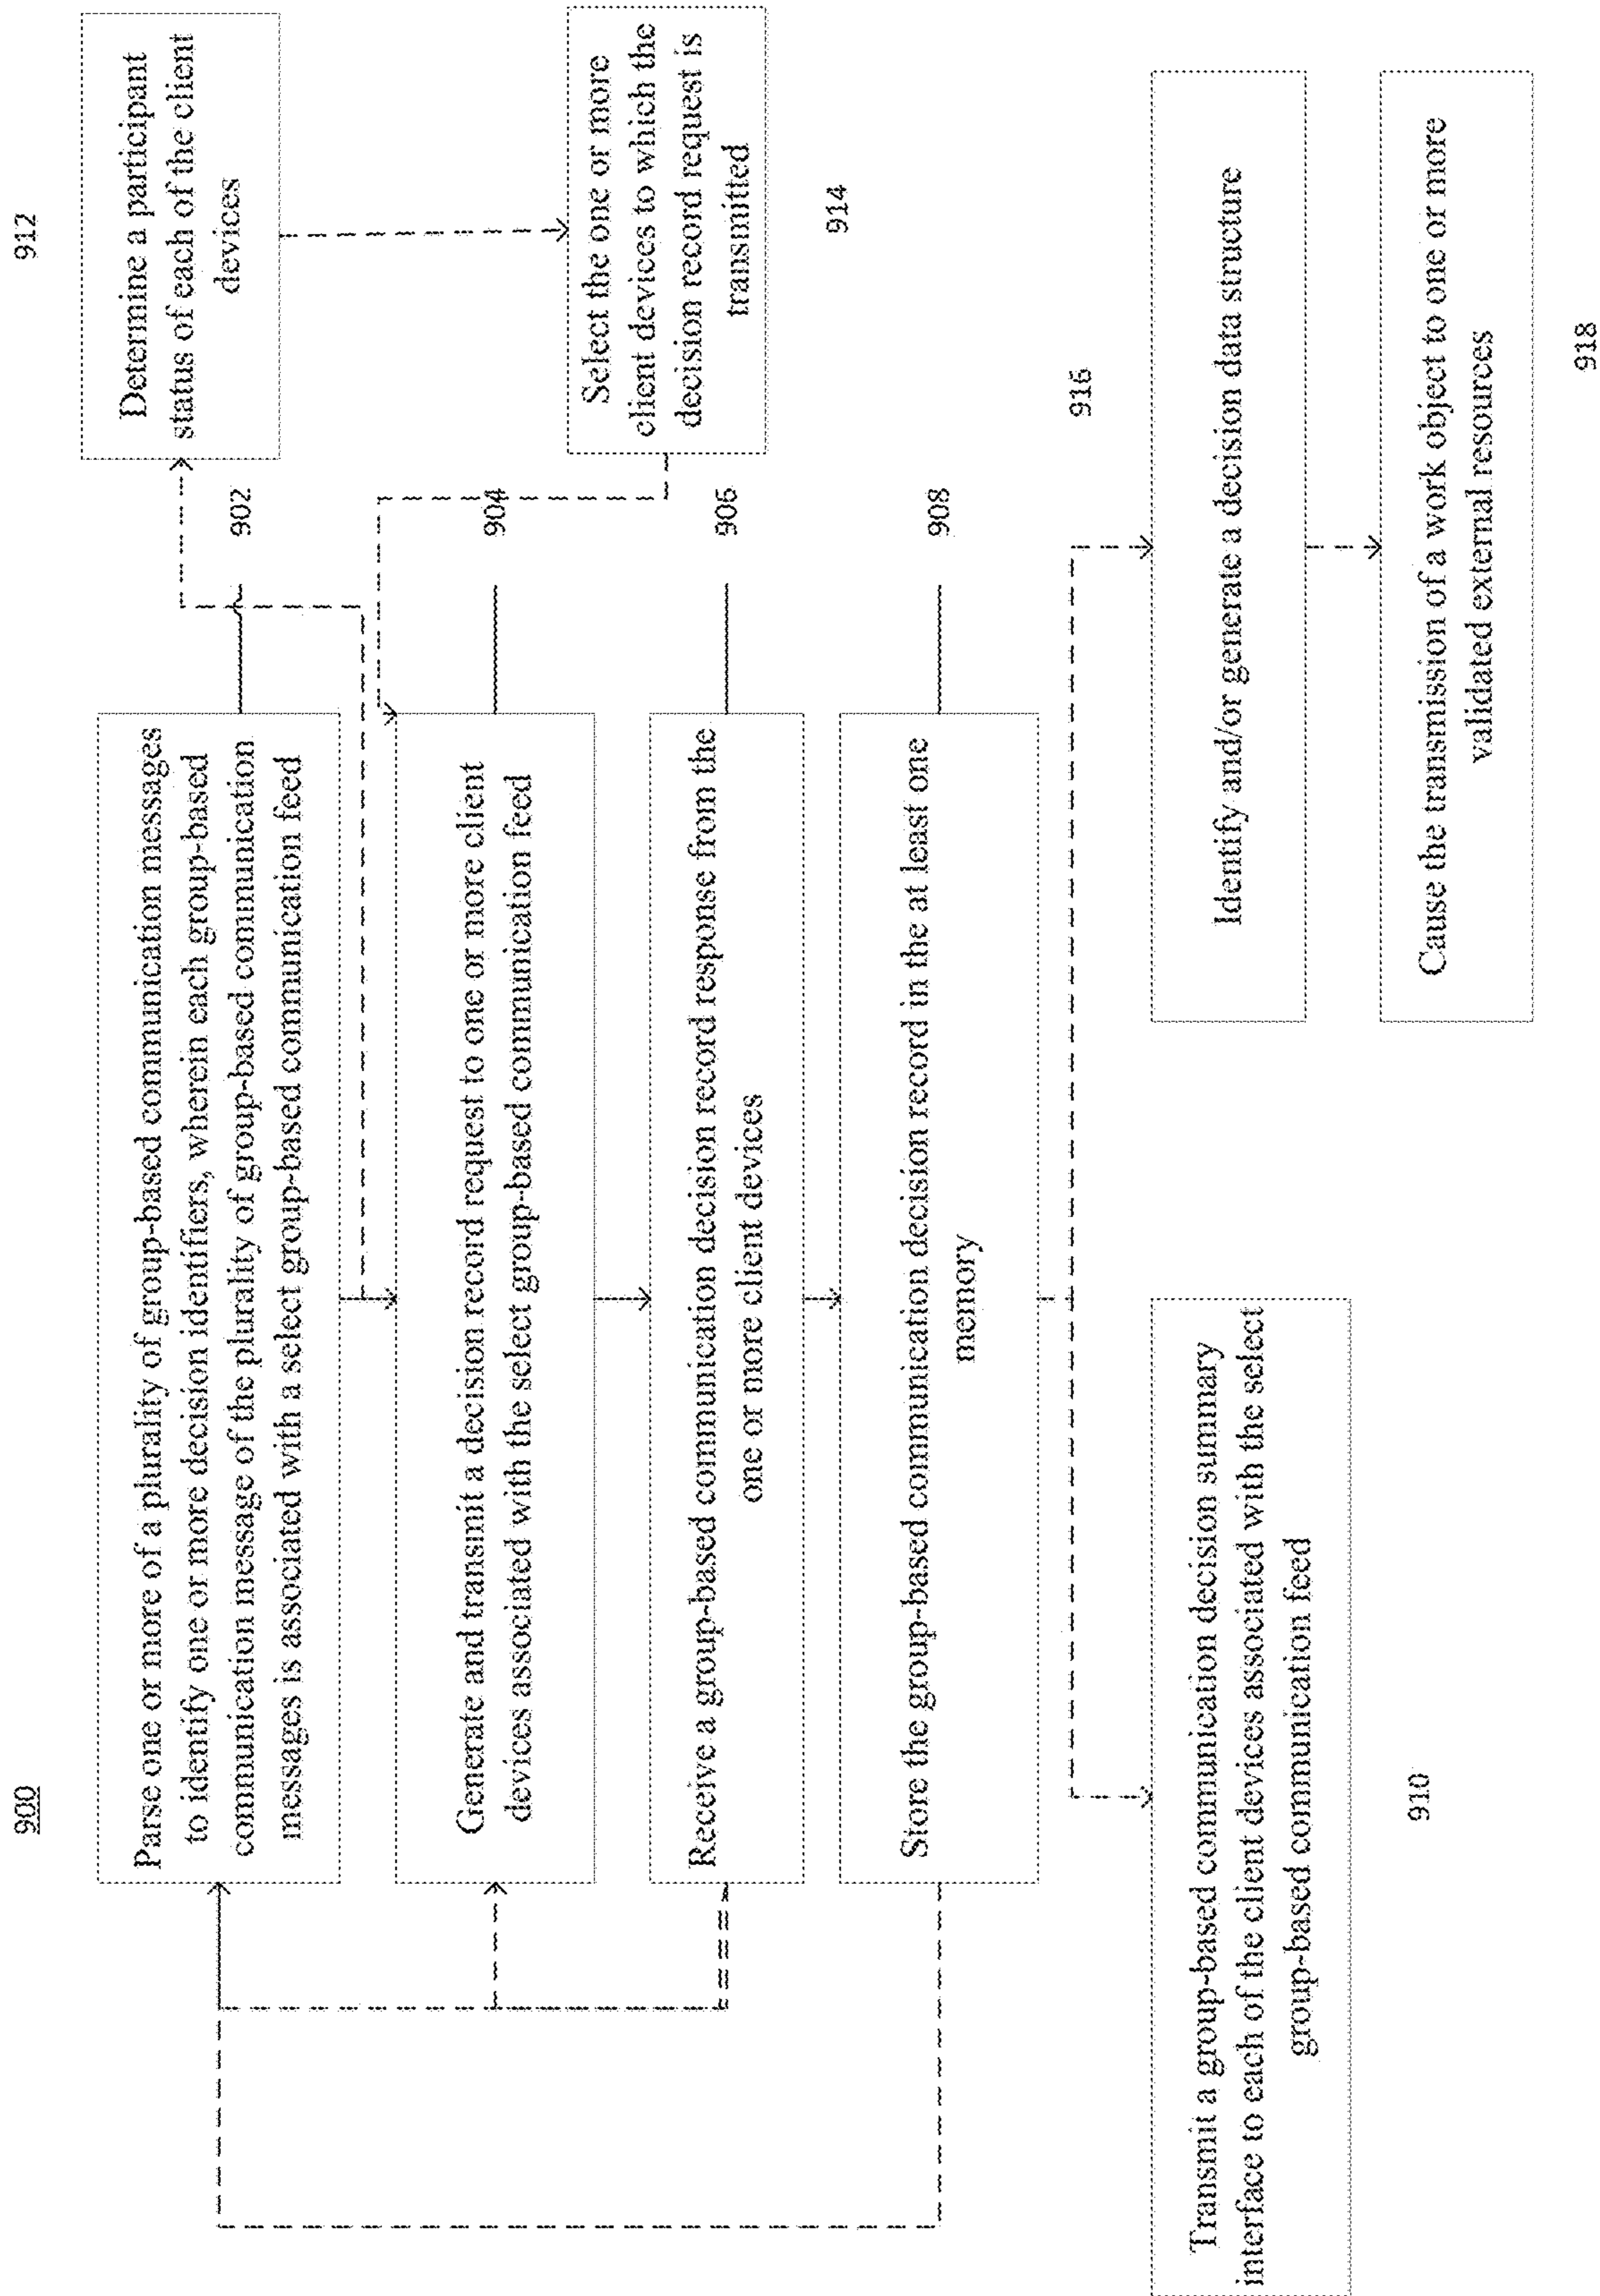 900
912
Parse one or more of a plurality of group-based communication messages
to identify one or more decision identifiers, wherein each group-based
communication message of the plurality of group-based communication
messages is associated with a select group-based communication feed
902
Determine a participant
status of each of the client
devices
Generate and transmit a decision record request to one or more client
devices associated with the select group-based communication feed
904
Receive a group-based communication decision record response from the
one or more client devices
906
Select the one or more
client devices to which the
decision record request is
transmitted
914
Store the group-based communication decision record in the at least one
memory
908
916
Transmit a group-based communication decision summary
interface to each of the client devices associated with the select
group-based communication feed
910
Identify and/or generate a decision data structure
Cause the transmission of a work object to one or more
validated external resources
918